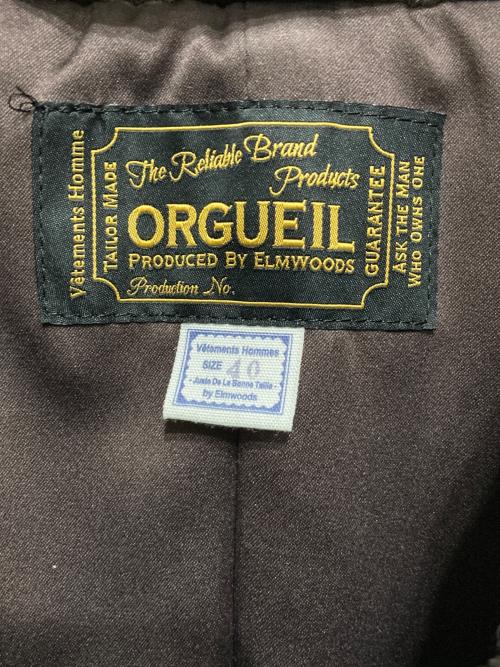 Vêtements Homme
TAILOR MADE
The Reliable Brand
Products
ORGUEIL
PRODUCED BY ELMWOODS
Production No.
GUARANTEE
ASK THE MAN
WHO OWNS ONE
Vêtements Hommes
SIZE 40
- Juste De La Bonne Taille -
by Elmwoods